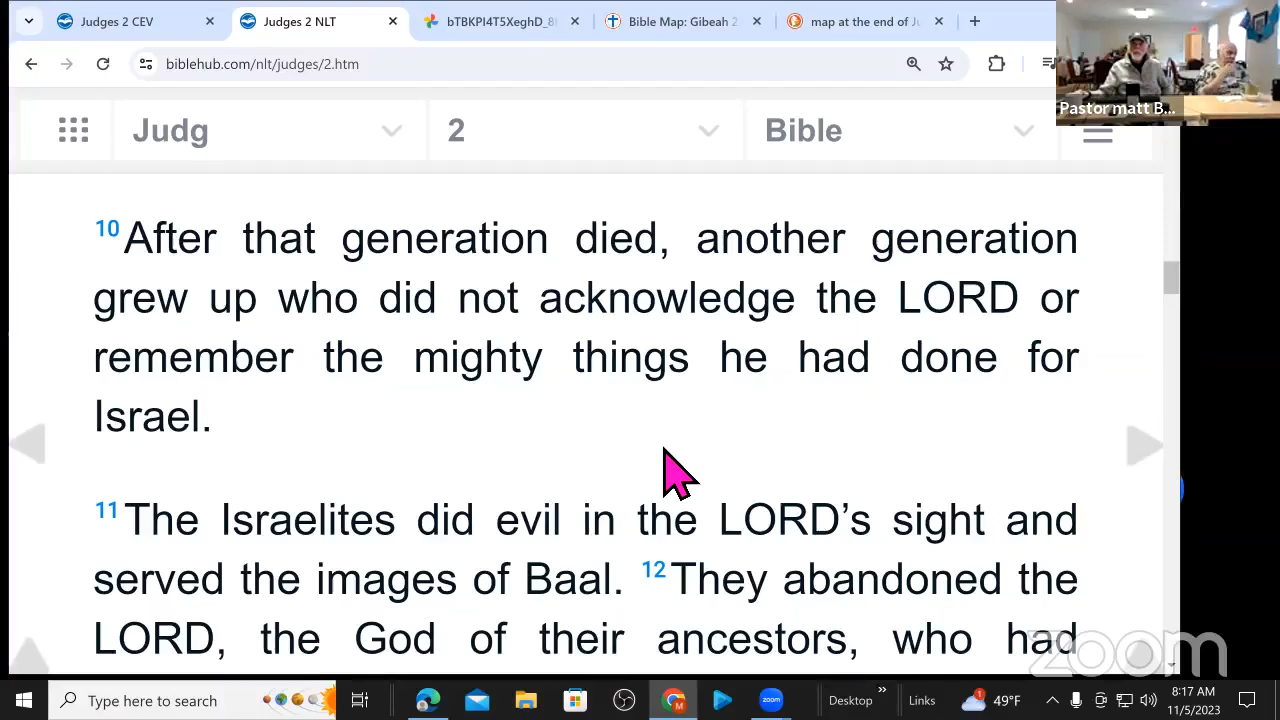 Judges 2 CEV
Judges 2 NLT
bTBKPI4T5XeghD_8
Bible Map: Gibeah 2
map at the end of Ju
biblehub.com/nlt/judges/2.htm
Pastor matt B...
Judg
2
Bible
10 After that generation died, another generation
grew up who did not acknowledge the LORD or
remember the mighty things he had done for
Israel.
11 The Israelites did evil in the LORD’s sight and
served the images of Baal. 12 They abandoned the
LORD, the God of their ancestors, who had
zoom
Type here to search
zoom
Desktop
Links
1
49°F
8:17 AM
11/5/2023